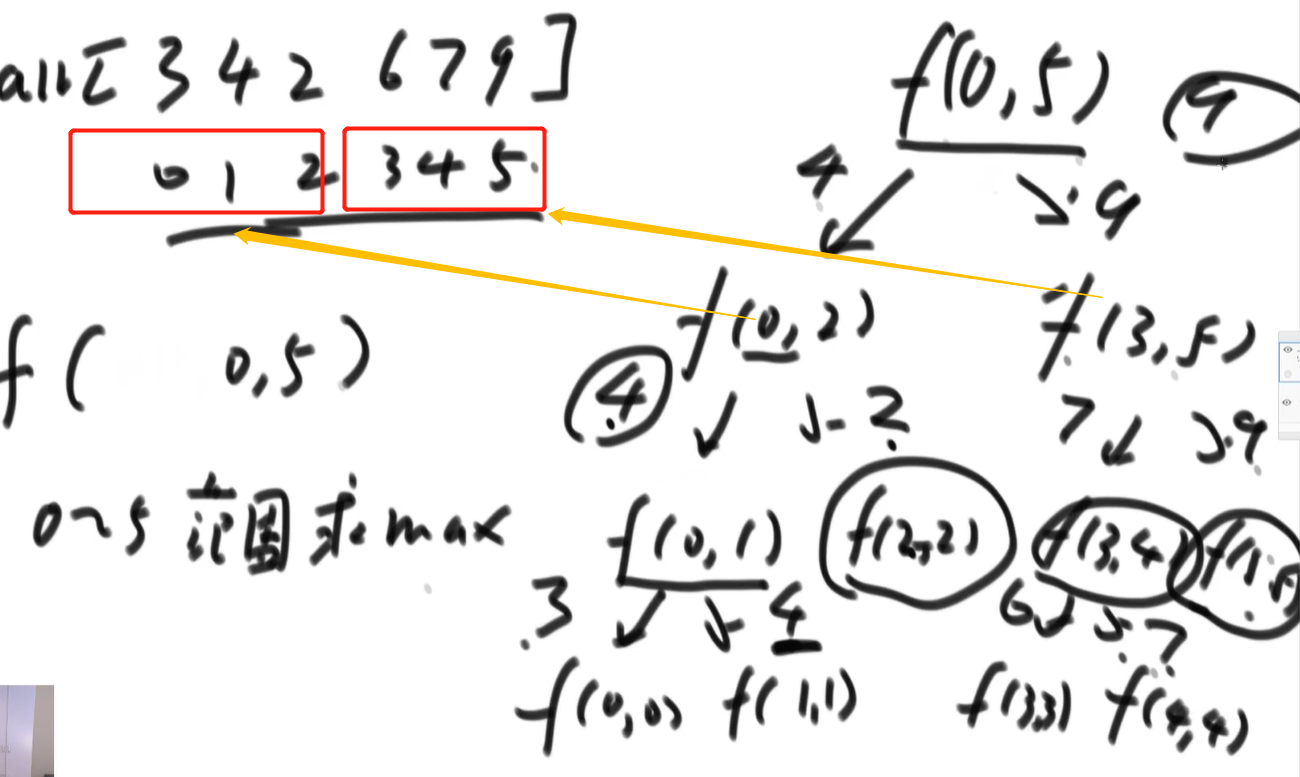 arr[ 3 4 2 6 7 9 ]
0 1 2 3 4 5
f(0,5) 9
4 9
f( 0,5)
f(0,2) f(3,5)
4 2 7 9
0~5 范围求max
f(0,1) f(2,2) f(3,4)
3 4 6 7
f(0,0) f(1,1) f(3,3) f(4,4)